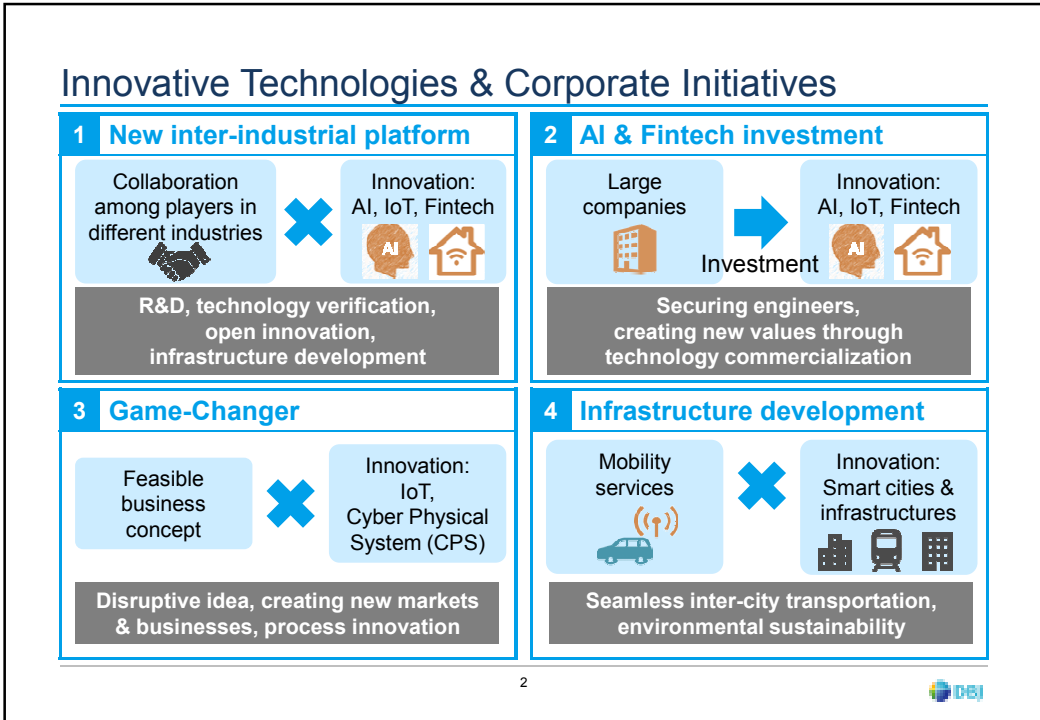 Innovative Technologies & Corporate Initiatives
1 New inter-industrial platform
Collaboration
among players in
different industries
Innovation:
AI, IoT, Fintech
AI
R&D, technology verification,
open innovation,
infrastructure development
2 AI & Fintech investment
Large
companies
Investment
Innovation:
AI, IoT, Fintech
AI
Securing engineers,
creating new values through
technology commercialization
3 Game-Changer
Feasible
business
concept
Innovation:
IoT,
Cyber Physical
System (CPS)
Disruptive idea, creating new markets
& businesses, process innovation
4 Infrastructure development
Mobility
services
Innovation:
Smart cities &
infrastructures
Seamless inter-city transportation,
environmental sustainability
2
DBJ